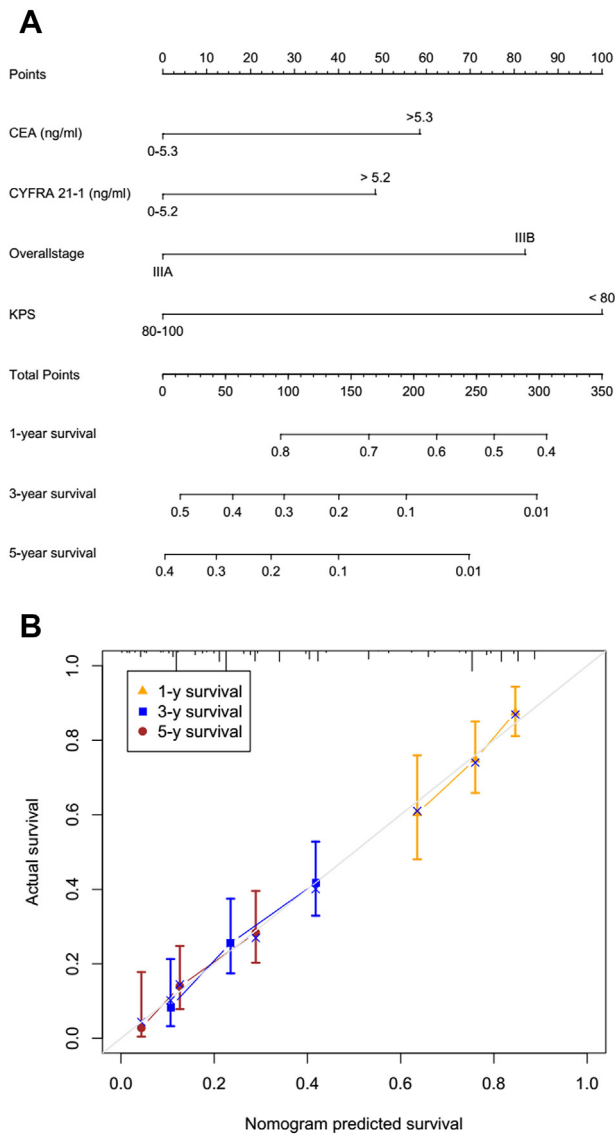 A
Points
0 10 20 30 40 50 60 70 80 90 100
CEA (ng/ml)
>5.3
0-5.3
CYFRA 21-1 (ng/ml)
> 5.2
0-5.2
Overallstage
IIIB
IIIA
KPS
< 80
80-100
Total Points
0 50 100 150 200 250 300 350
1-year survival
0.8 0.7 0.6 0.5 0.4
3-year survival
0.5 0.4 0.3 0.2 0.1 0.01
5-year survival
0.4 0.3 0.2 0.1 0.01
B
1-y survival
3-y survival
5-y survival
Actual survival
1.0
0.8
0.6
0.4
0.2
0.0
0.0 0.2 0.4 0.6 0.8 1.0
Nomogram predicted survival